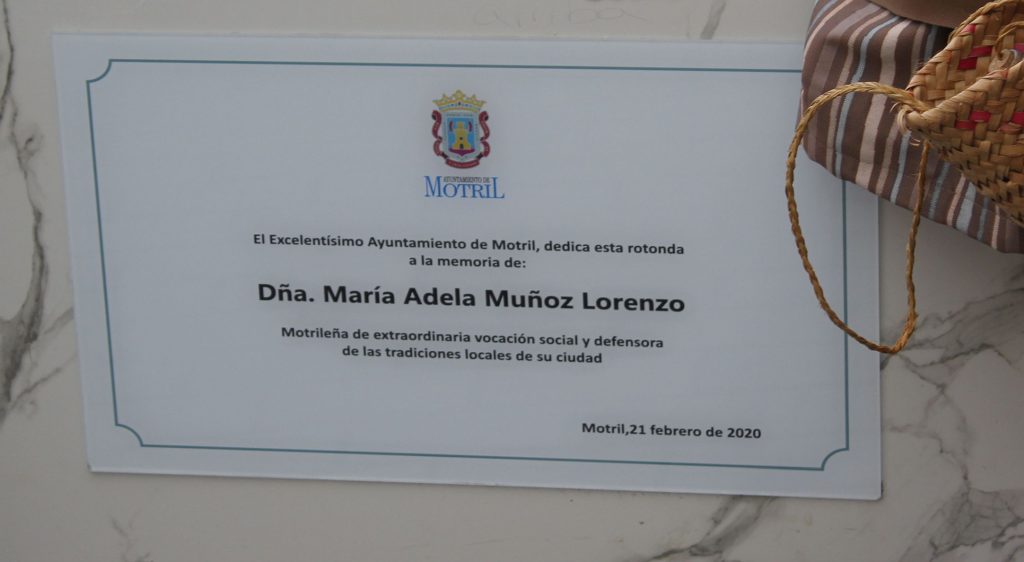 AYUNTAMIENTO DE
MOTRIL
El Excelentísimo Ayuntamiento de Motril, dedica esta rotonda
a la memoria de:
Dña. María Adela Muñoz Lorenzo
Motrileña de extraordinaria vocación social y defensora
de las tradiciones locales de su ciudad
Motril,21 febrero de 2020